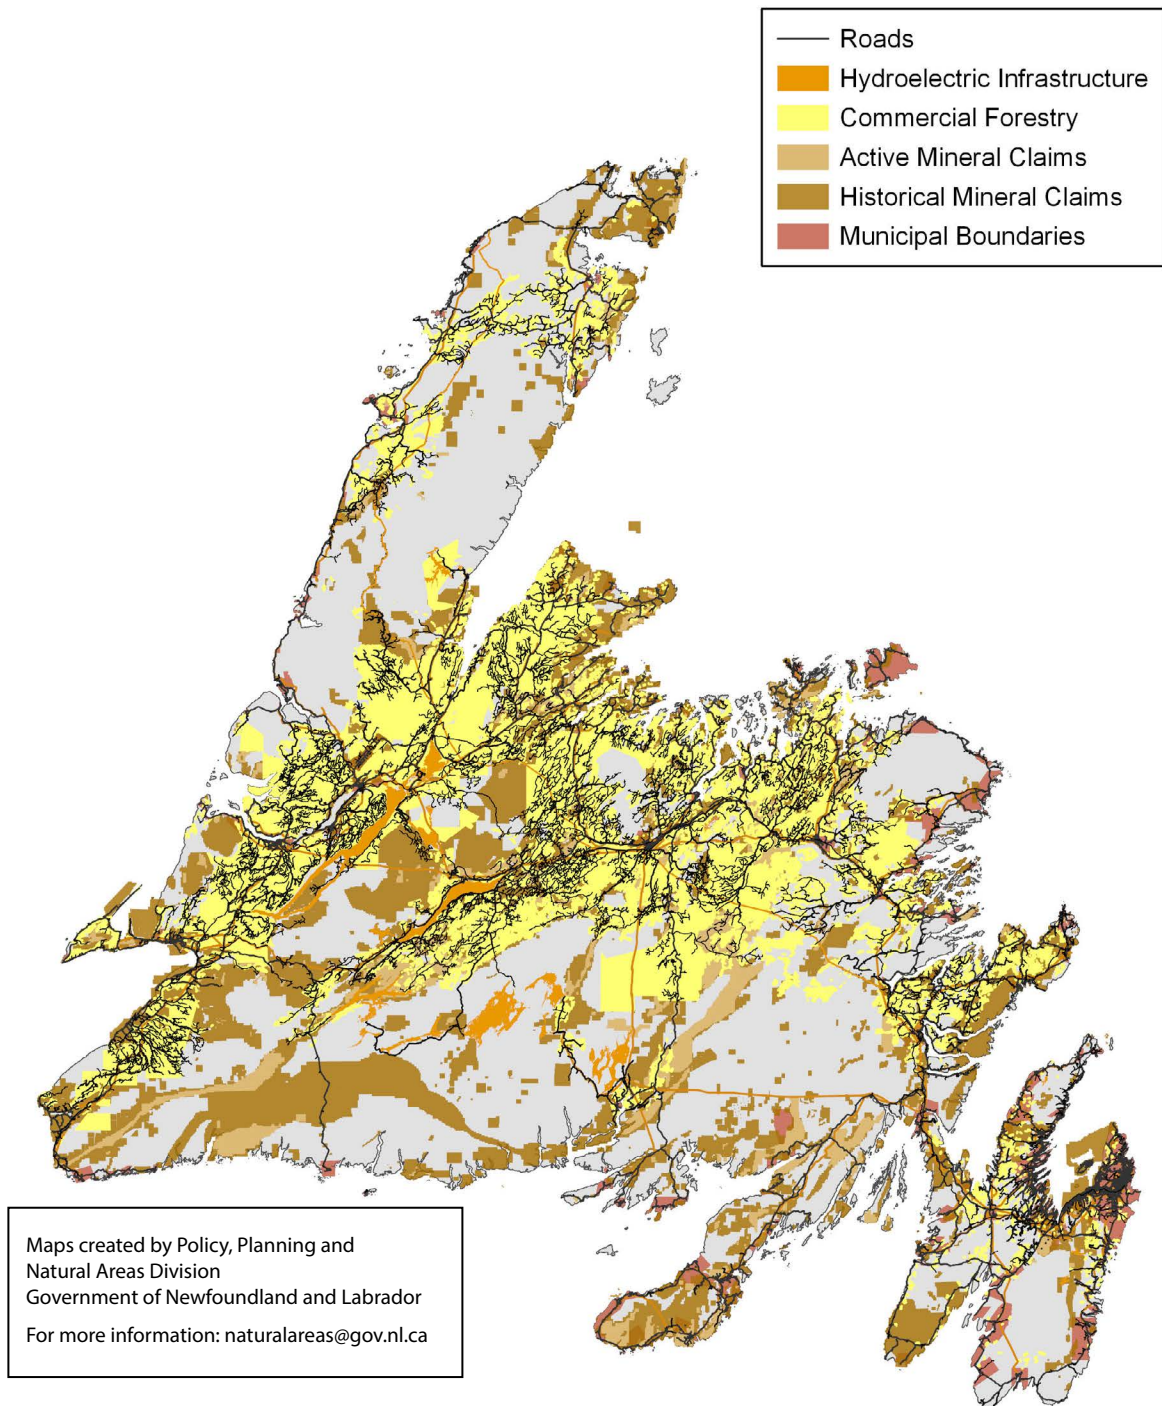 Roads
Hydroelectric Infrastructure
Commercial Forestry
Active Mineral Claims
Historical Mineral Claims
Municipal Boundaries
Maps created by Policy, Planning and
Natural Areas Division
Government of Newfoundland and Labrador
For more information: naturalareas@gov.nl.ca